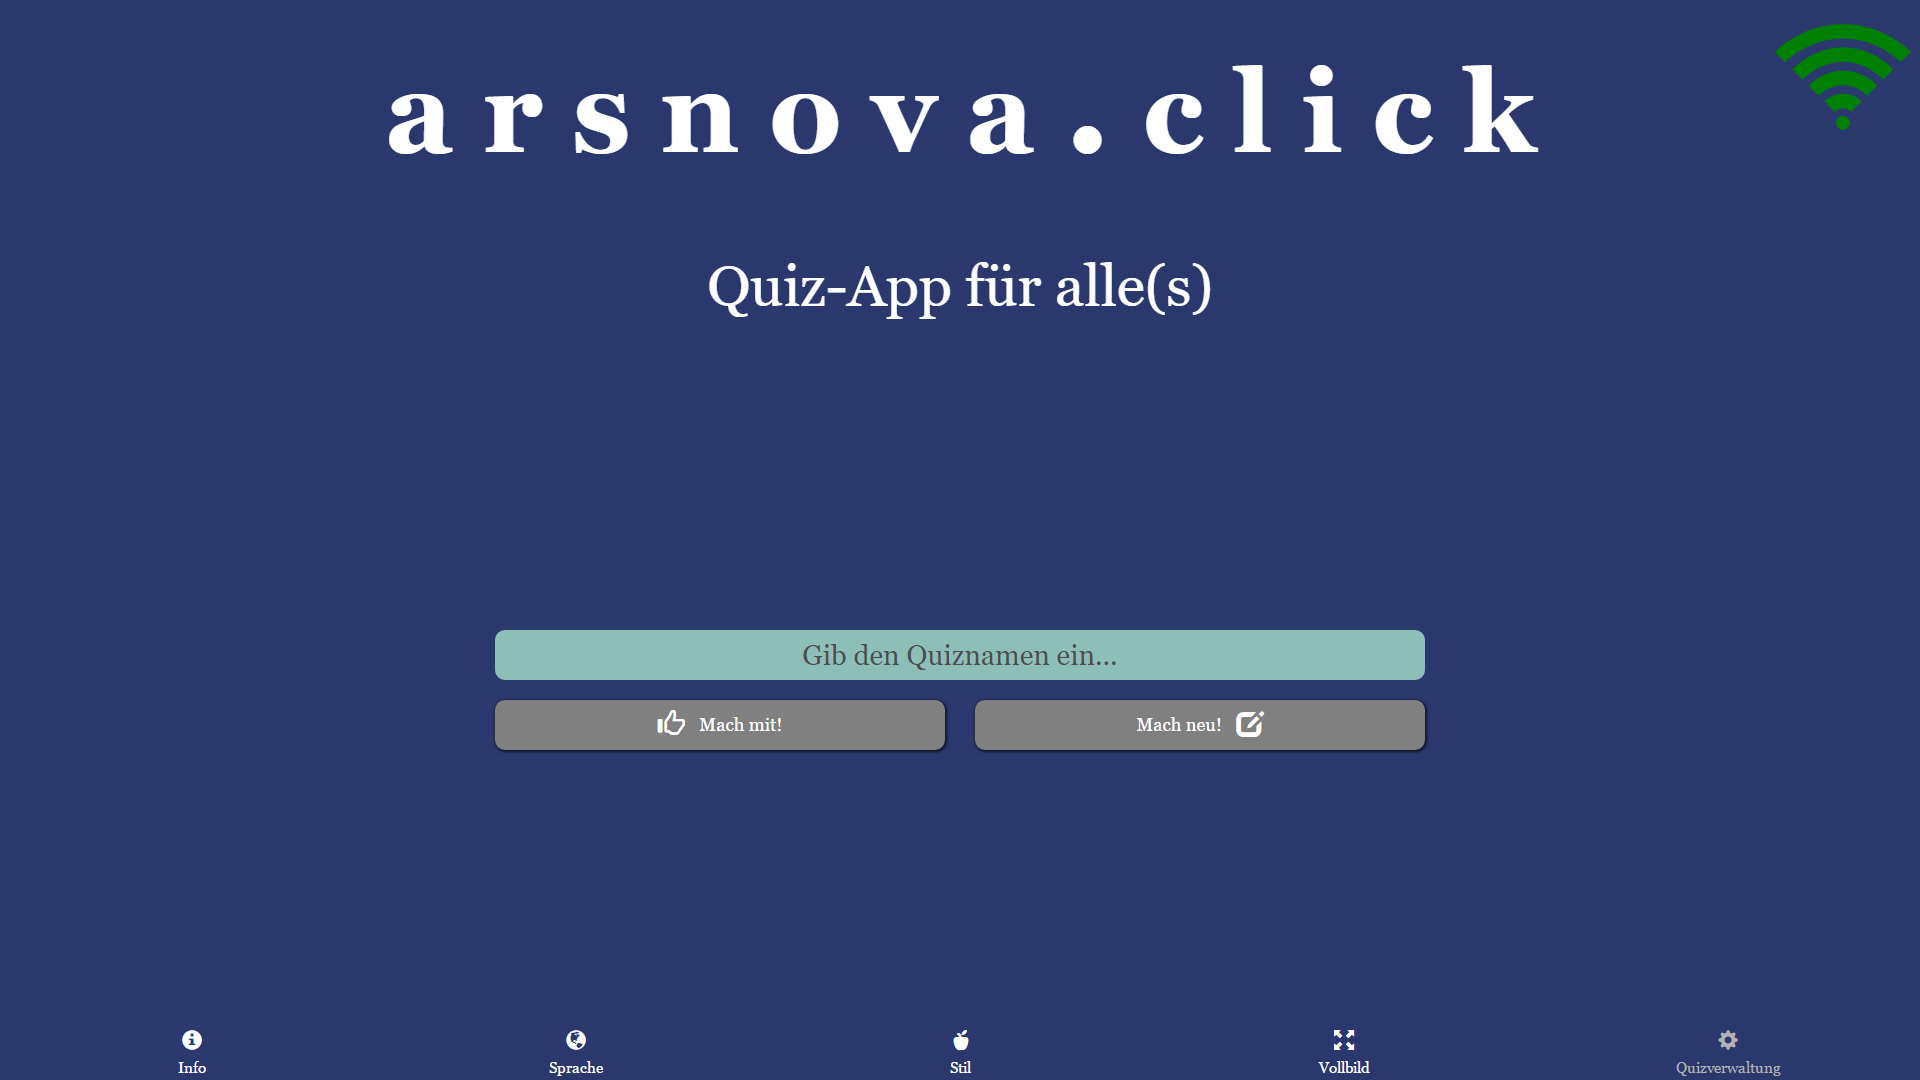 arsnova.click
Quiz-App für alle(s)
Gib den Quiznamen ein...
Mach mit!
Mach neu!
Info
Sprache
Stil
Vollbild
Quizverwaltung